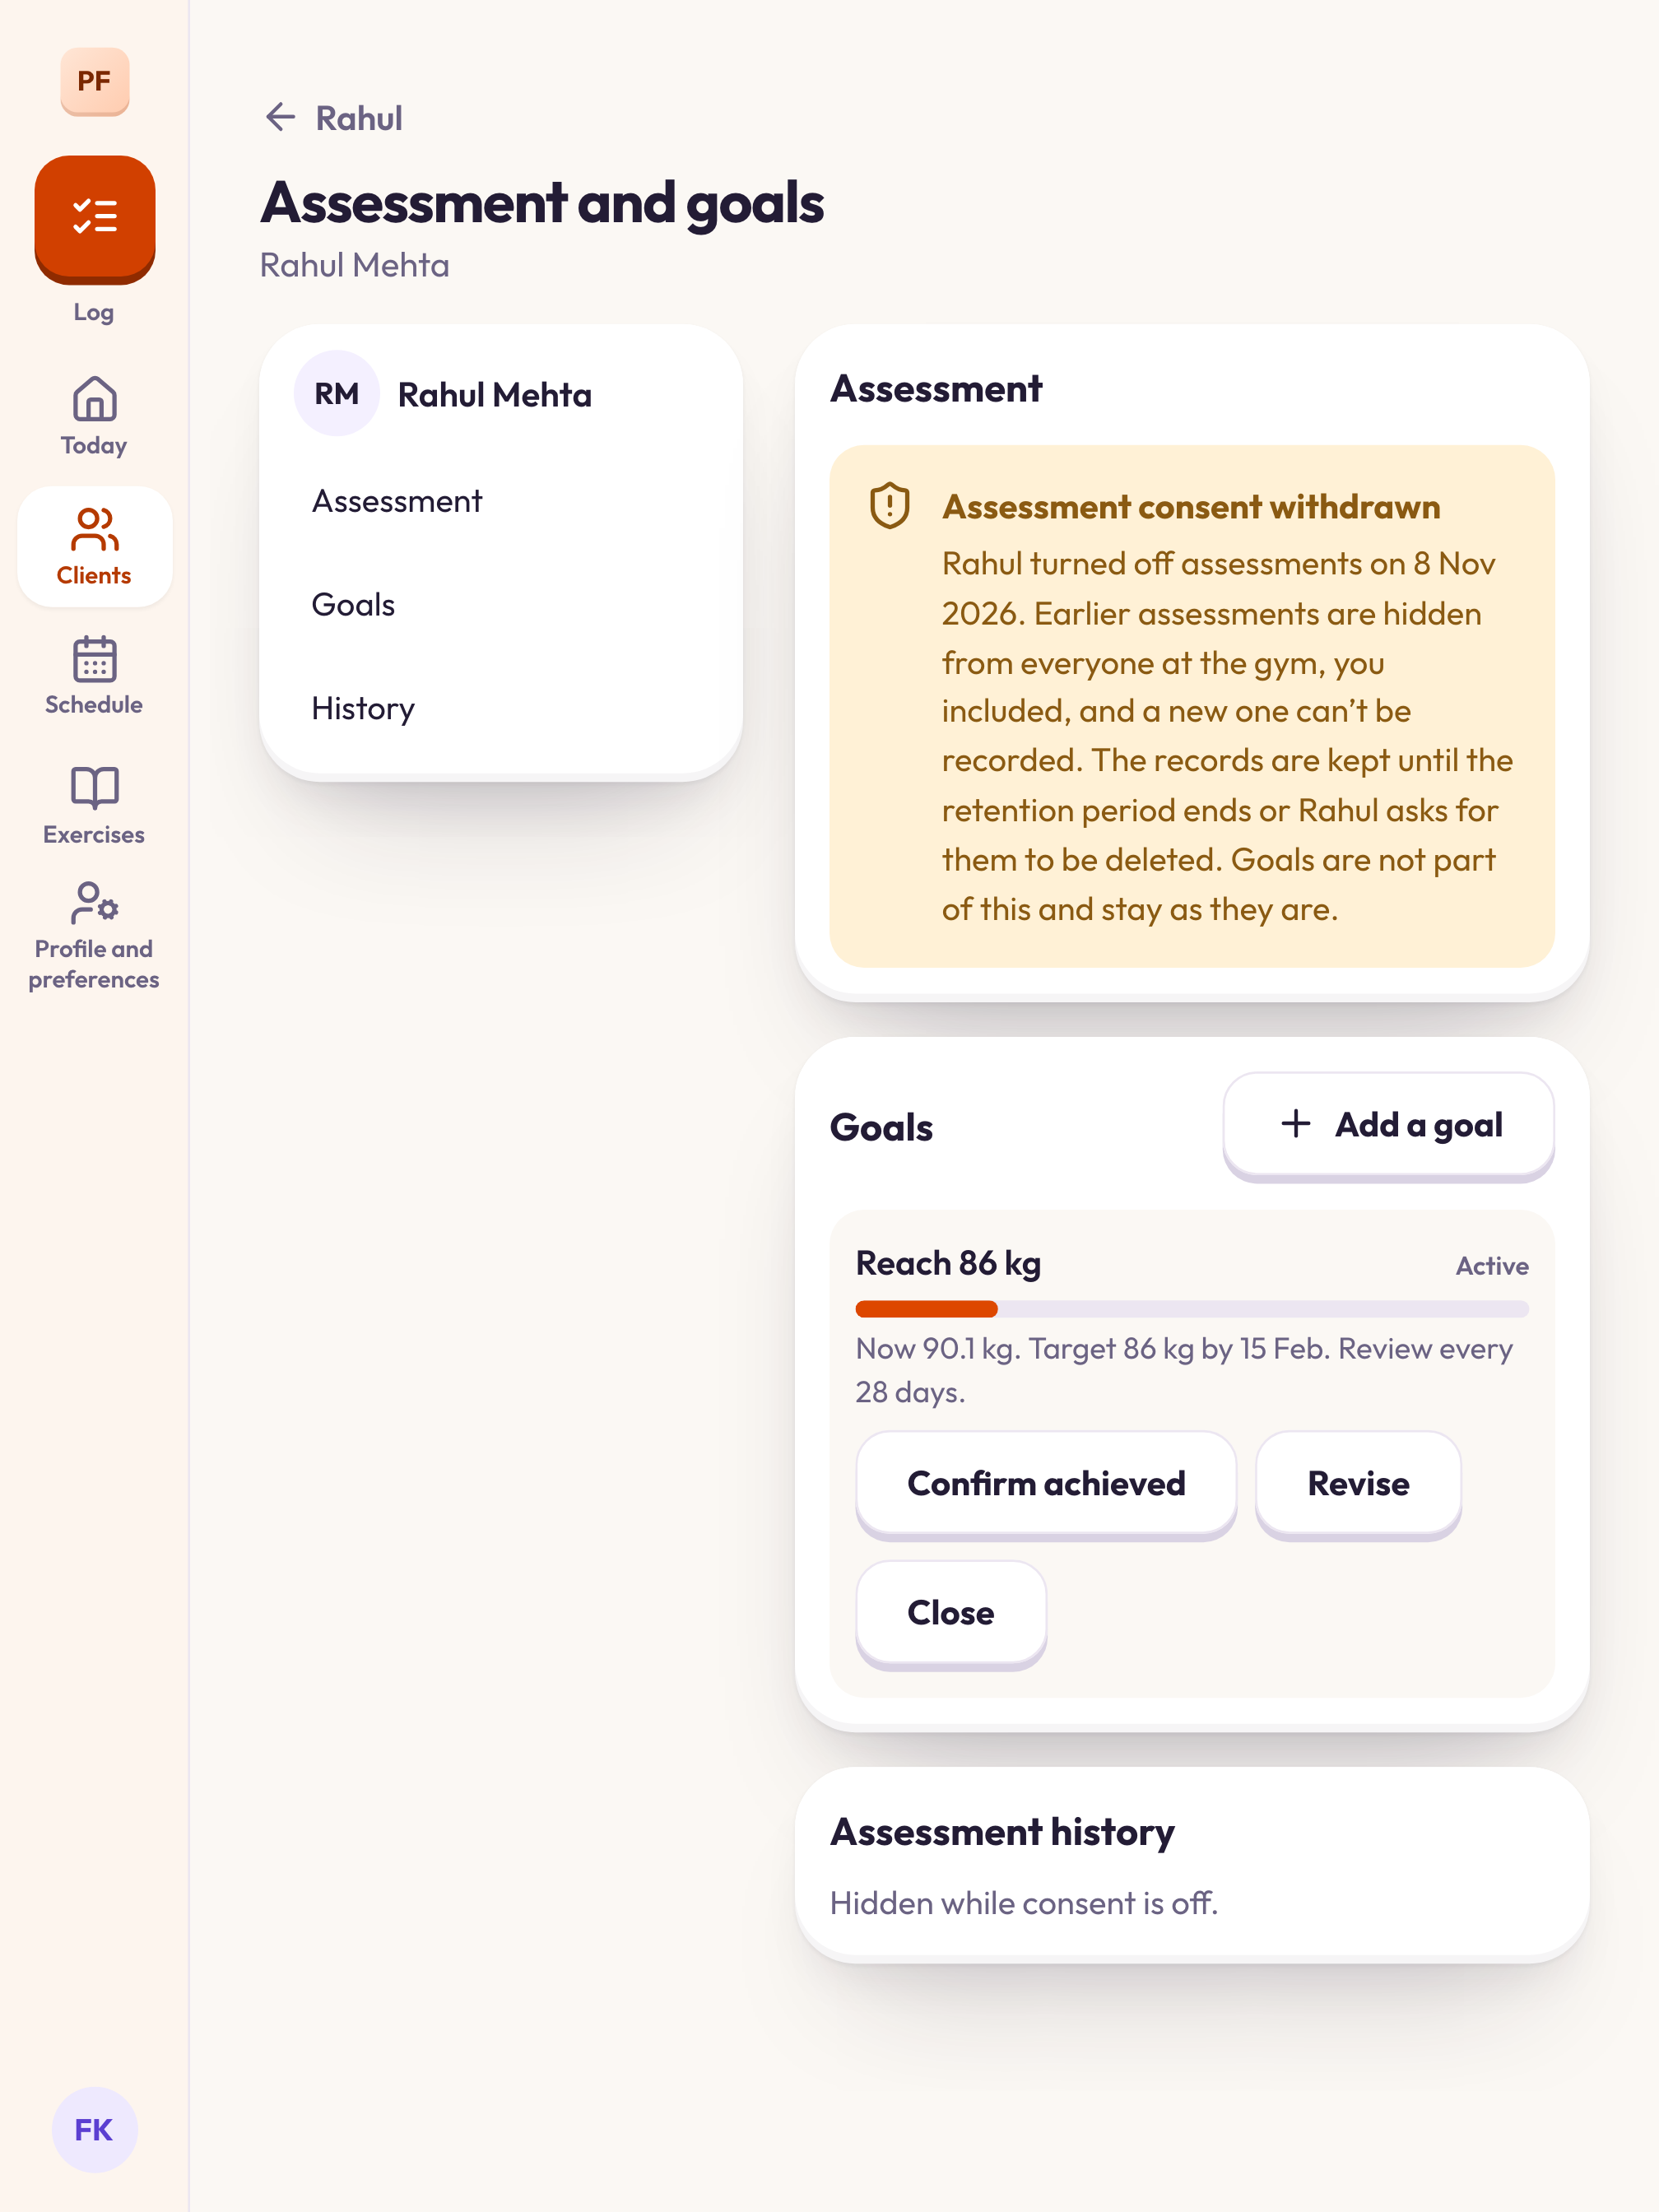 PF
Log
Today
Clients
Schedule
Exercises
Profile and
preferences
FK
Rahul
Assessment and goals
Rahul Mehta
RM
Rahul Mehta
Assessment
Goals
History
Assessment
Assessment consent withdrawn
Rahul turned off assessments on 8 Nov
2026. Earlier assessments are hidden
from everyone at the gym, you
included, and a new one can’t be
recorded. The records are kept until the
retention period ends or Rahul asks for
them to be deleted. Goals are not part
of this and stay as they are.
Goals
Add a goal
Reach 86 kg
Active
Now 90.1 kg. Target 86 kg by 15 Feb. Review every
28 days.
Confirm achieved
Revise
Close
Assessment history
Hidden while consent is off.